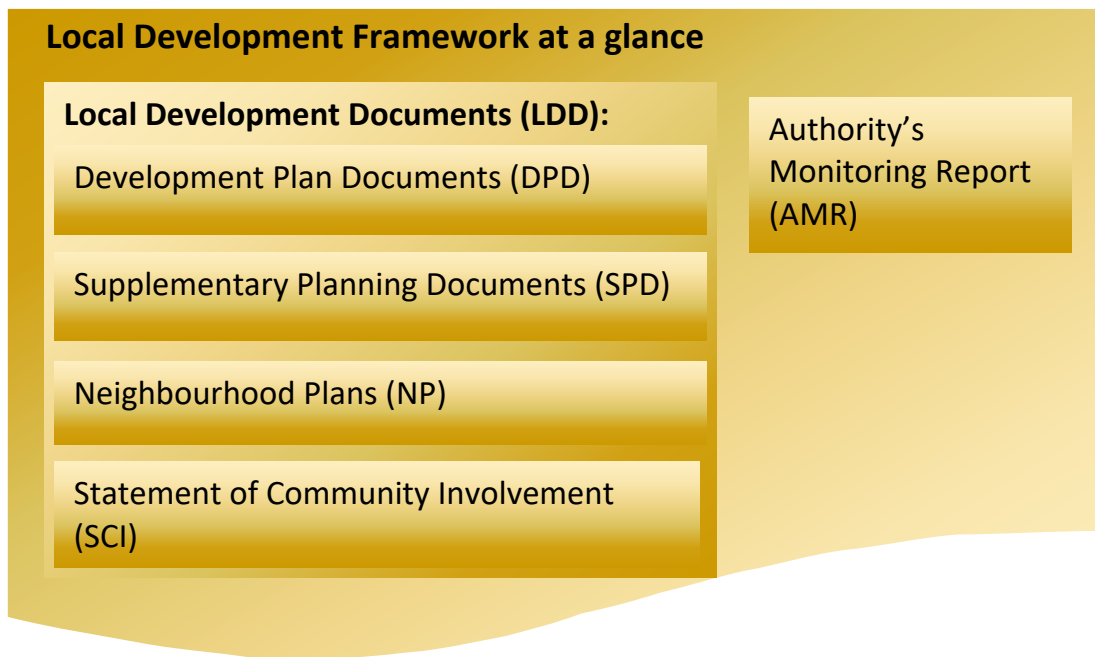 Local Development Framework at a glance
Local Development Documents (LDD):
Development Plan Documents (DPD)
Supplementary Planning Documents (SPD)
Neighbourhood Plans (NP)
Statement of Community Involvement
(SCI)
Authority’s
Monitoring Report
(AMR)